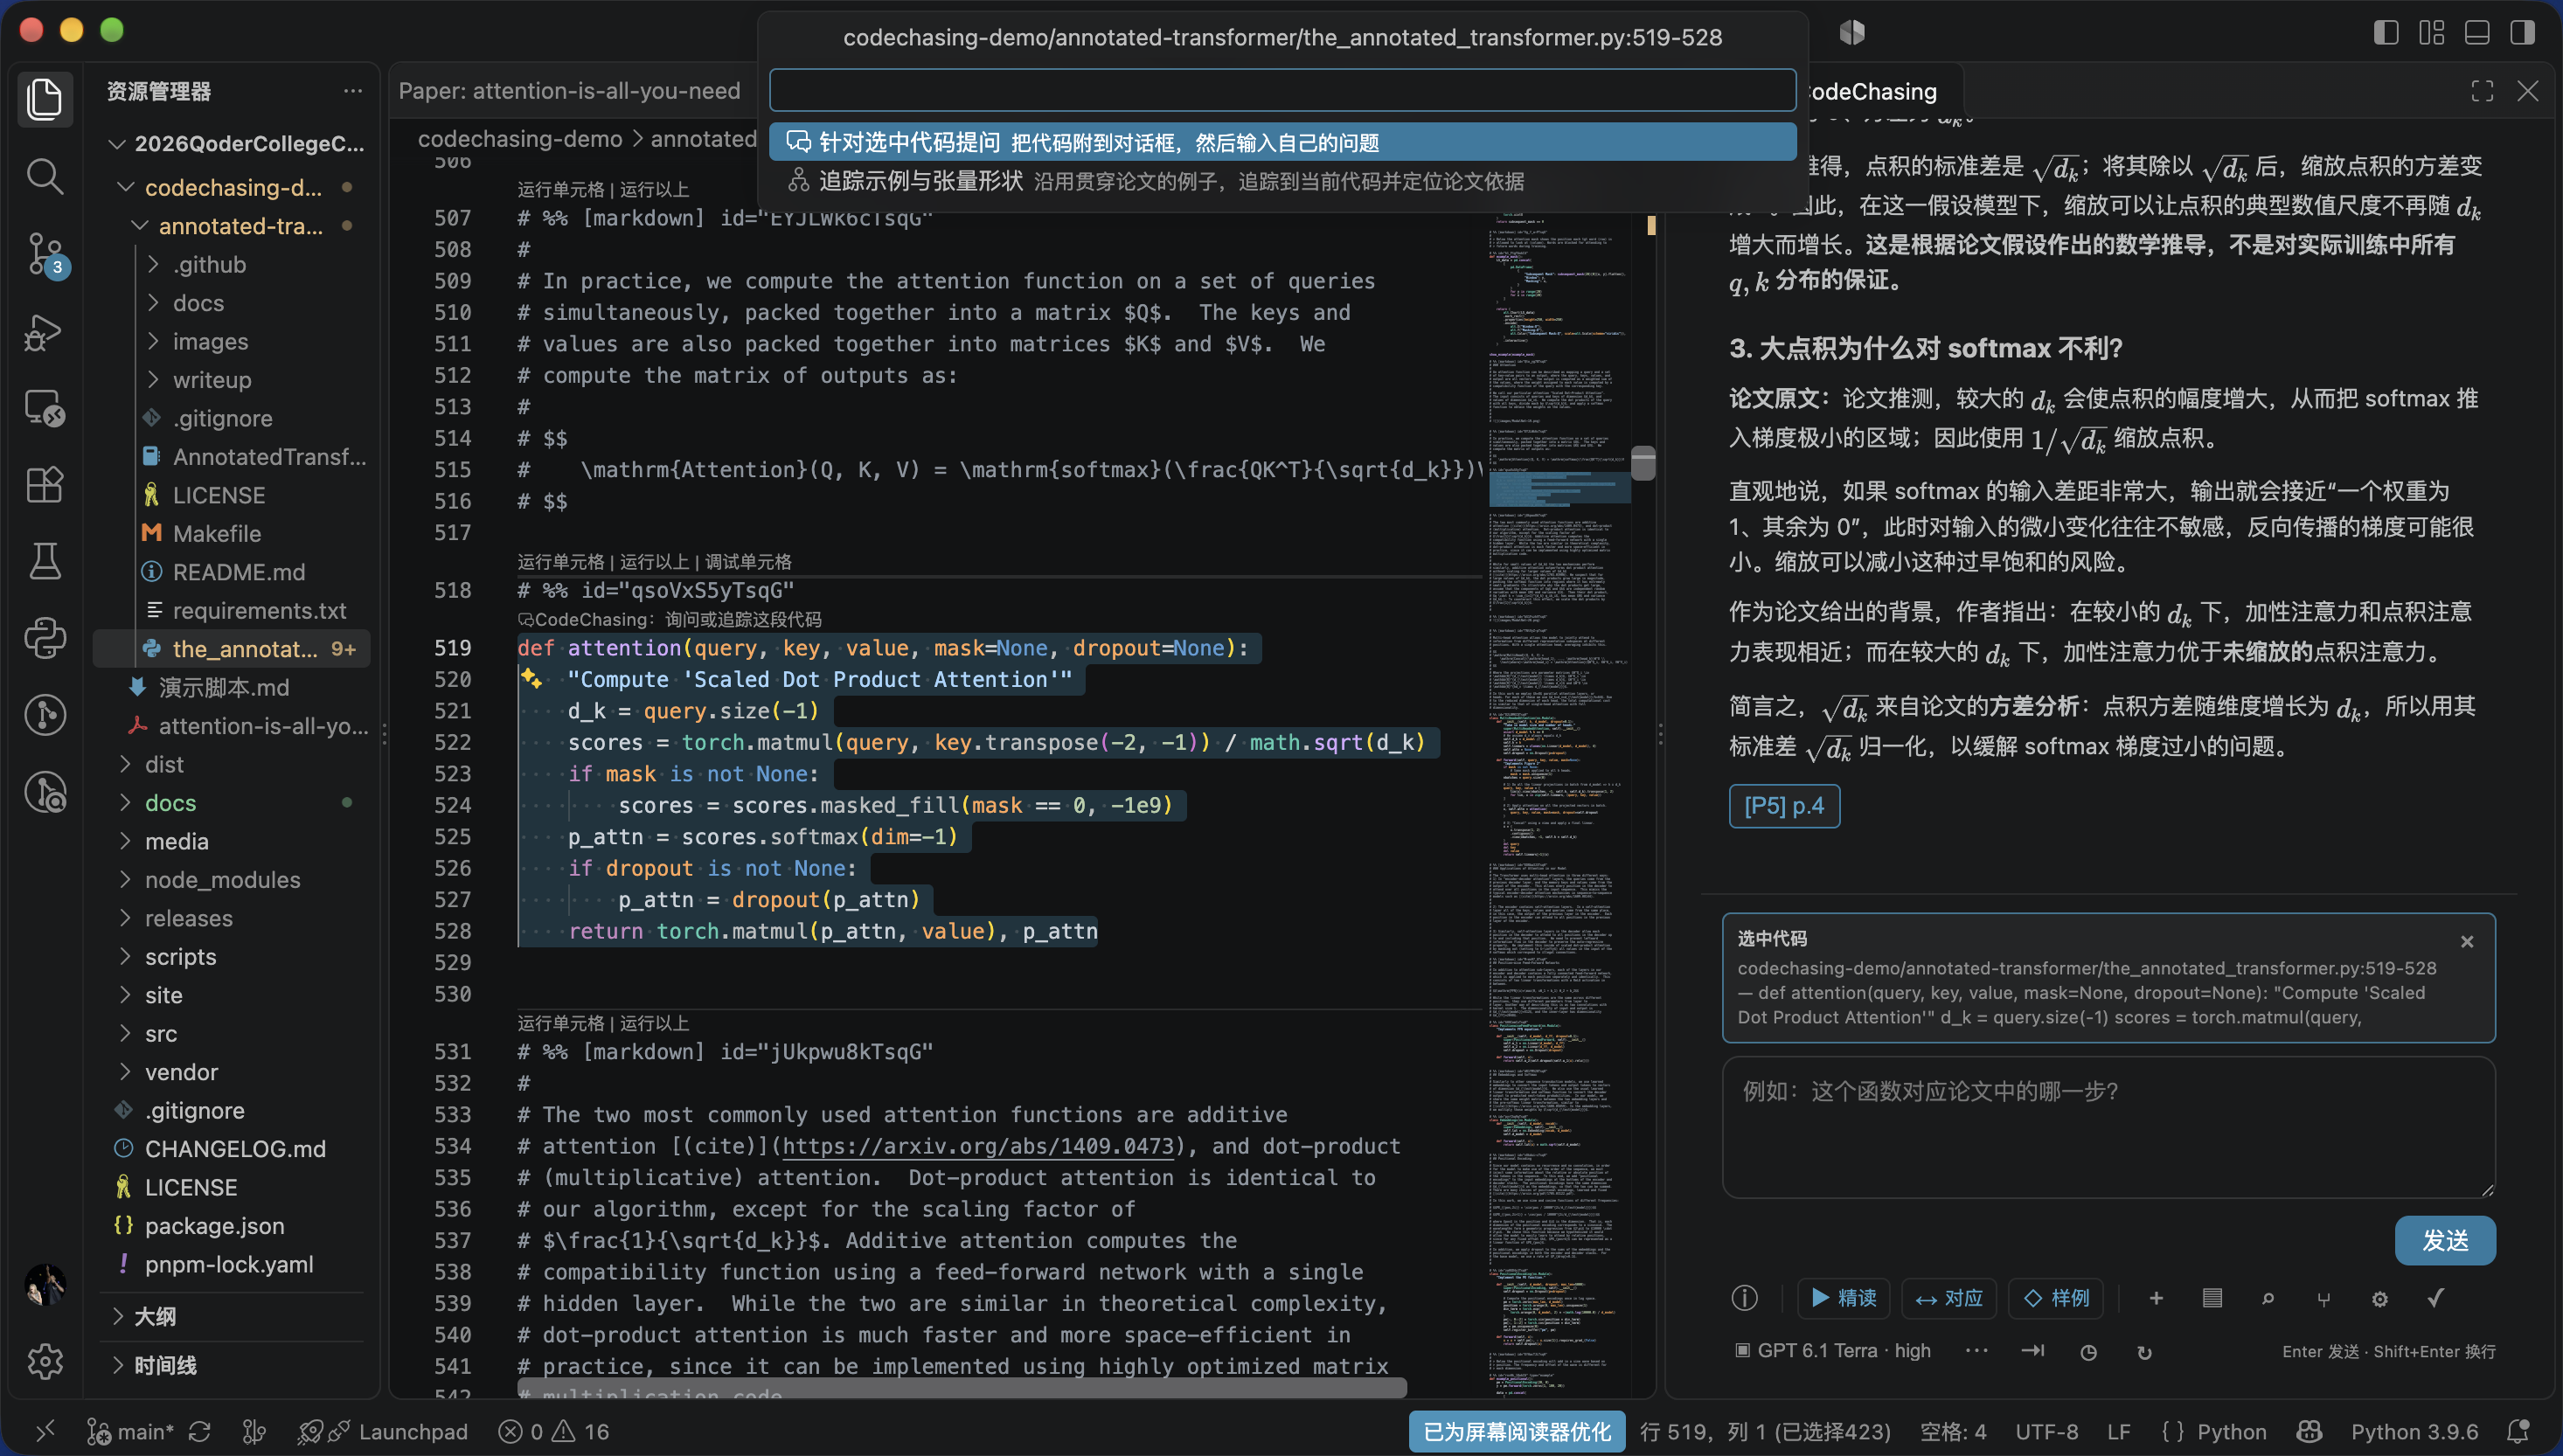 codechasing-demo/annotated-transformer/the_annotated_transformer.py:519-528
针对选中代码提问 把代码附到对话框，然后输入自己的问题
追踪示例与张量形状 沿用贯穿论文的例子，追踪到当前代码并定位论文依据
资源管理器
2026QoderCollegeC...
codechasing-d...
annotated-tra...
.github
docs
images
writeup
.gitignore
AnnotatedTransf...
LICENSE
Makefile
README.md
requirements.txt
the_annotat... 9+
演示脚本.md
attention-is-all-yo...
dist
docs
media
node_modules
releases
scripts
site
src
vendor
.gitignore
CHANGELOG.md
LICENSE
package.json
pnpm-lock.yaml
大纲
时间线
3
Paper: attention-is-all-you-need
codechasing-demo > annotated
506
运行单元格 | 运行以上
507 # %% [markdown] id="EYJLWk6cTsqG"
508 #
509 # In practice, we compute the attention function on a set of queries
510 # simultaneously, packed together into a matrix $Q$.  The keys and
511 # values are also packed together into matrices $K$ and $V$.  We
512 # compute the matrix of outputs as:
513 #
514 # $$
515 #    \mathrm{Attention}(Q, K, V) = \mathrm{softmax}(\frac{QK^T}{\sqrt{d_k}})V
516 # $$
517
运行单元格 | 运行以上 | 调试单元格
518 # %% id="qsoVxS5yTsqG"
CodeChasing：询问或追踪这段代码
519 def attention(query, key, value, mask=None, dropout=None):
520     "Compute 'Scaled Dot Product Attention'"
521     d_k = query.size(-1)
522     scores = torch.matmul(query, key.transpose(-2, -1)) / math.sqrt(d_k)
523     if mask is not None:
524         scores = scores.masked_fill(mask == 0, -1e9)
525     p_attn = scores.softmax(dim=-1)
526     if dropout is not None:
527         p_attn = dropout(p_attn)
528     return torch.matmul(p_attn, value), p_attn
529
530
运行单元格 | 运行以上
531 # %% [markdown] id="jUkpwu8kTsqG"
532 #
533 # The two most commonly used attention functions are additive
534 # attention [(cite)](https://arxiv.org/abs/1409.0473), and dot-product
535 # (multiplicative) attention.  Dot-product attention is identical to
536 # our algorithm, except for the scaling factor of
537 # $\frac{1}{\sqrt{d_k}}$. Additive attention computes the
538 # compatibility function using a feed-forward network with a single
539 # hidden layer.  While the two are similar in theoretical complexity,
540 # dot-product attention is much faster and more space-efficient in
541 # practice, since it can be implemented using highly optimized matrix
542 # multiplication code.
CodeChasing
得，点积的标准差是 √d_k；将其除以 √d_k 后，缩放点积的方差变
因此，在这一假设模型下，缩放可以让点积的典型数值尺度不再随 d_k
增大而增长。这是根据论文假设作出的数学推导，不是对实际训练中所有
q, k 分布的保证。
3. 大点积为什么对 softmax 不利？
论文原文：论文推测，较大的 d_k 会使点积的幅度增大，从而把 softmax 推
入梯度极小的区域；因此使用 1/√d_k 缩放点积。
直观地说，如果 softmax 的输入差距非常大，输出就会接近“一个权重为
1、其余为 0”，此时对输入的微小变化往往不敏感，反向传播的梯度可能很
小。缩放可以减小这种过早饱和的风险。
作为论文给出的背景，作者指出：在较小的 d_k 下，加性注意力和点积注意
力表现相近；而在较大的 d_k 下，加性注意力优于未缩放的点积注意力。
简言之，√d_k 来自论文的方差分析：点积方差随维度增长为 d_k，所以用其
标准差 √d_k 归一化，以缓解 softmax 梯度过小的问题。
[P5] p.4
选中代码
codechasing-demo/annotated-transformer/the_annotated_transformer.py:519-528
— def attention(query, key, value, mask=None, dropout=None): "Compute 'Scaled
Dot Product Attention'" d_k = query.size(-1) scores = torch.matmul(query,
例如：这个函数对应论文中的哪一步？
发送
精读 对应 样例
GPT 6.1 Terra · high
Enter 发送 · Shift+Enter 换行
main* Launchpad 0 16
已为屏幕阅读器优化 行 519，列 1 (已选择423) 空格: 4 UTF-8 LF {} Python Python 3.9.6